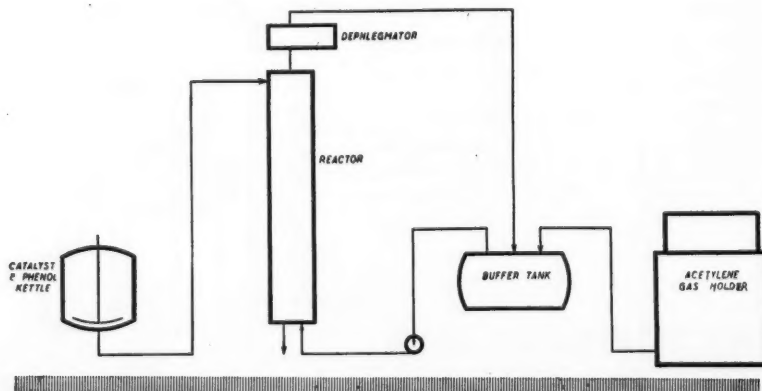 DEPHLEGMATOR
REACTOR
CATALYST
& PHENOL
KETTLE
BUFFER TANK
ACETYLENE
GAS HOLDER